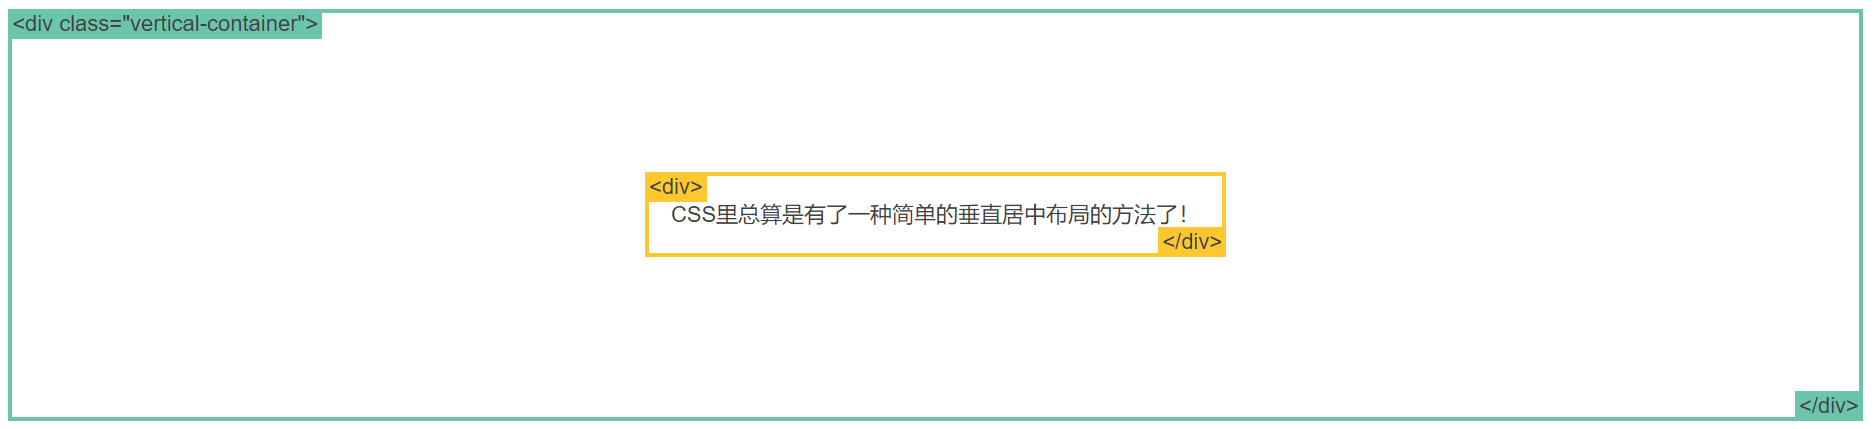 <div class="vertical-container">
<div>
CSS里总算是有了一种简单的垂直居中布局的方法了！
</div>
</div>